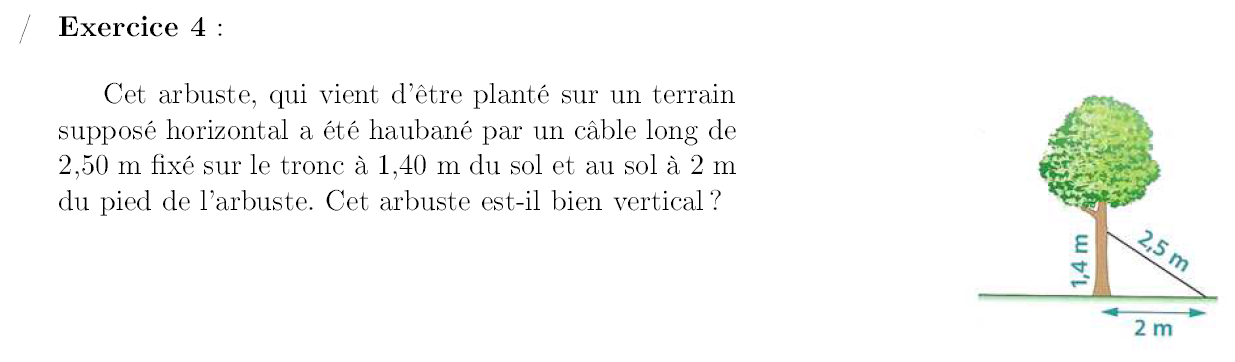 / Exercice 4 :
Cet arbuste, qui vient d'être planté sur un terrain
supposé horizontal a été haubané par un câble long de
2,50 m fixé sur le tronc à 1,40 m du sol et au sol à 2 m
du pied de l'arbuste. Cet arbuste est-il bien vertical ?
1,4 m
2,5 m
2 m